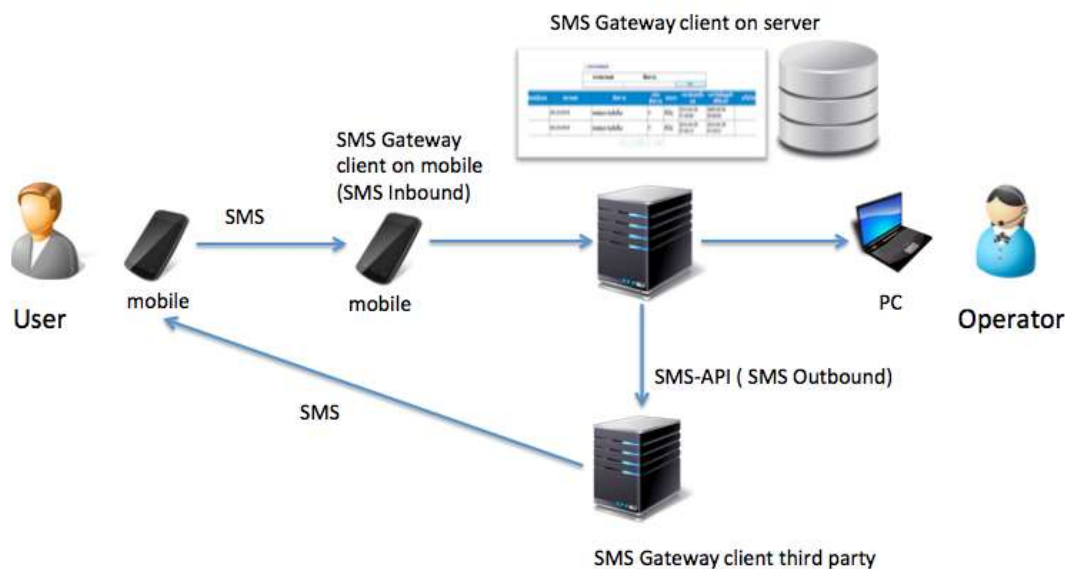 SMS Gateway client on server
SMS Gateway
client on mobile
(SMS Inbound)
SMS
mobile
mobile
User
PC
Operator
SMS-API ( SMS Outbound)
SMS
SMS Gateway client third party